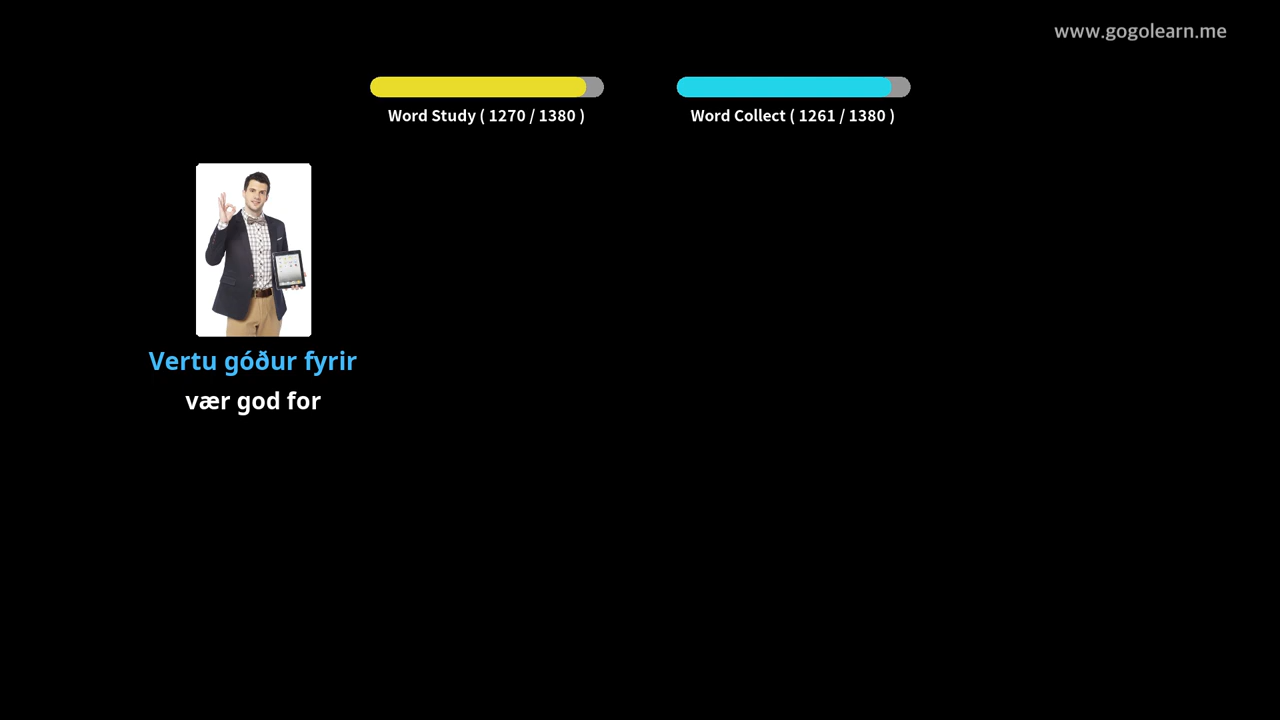 www.gogolearn.me
Word Study ( 1270 / 1380 )
Word Collect ( 1261 / 1380 )
Vertu góður fyrir
vær god for